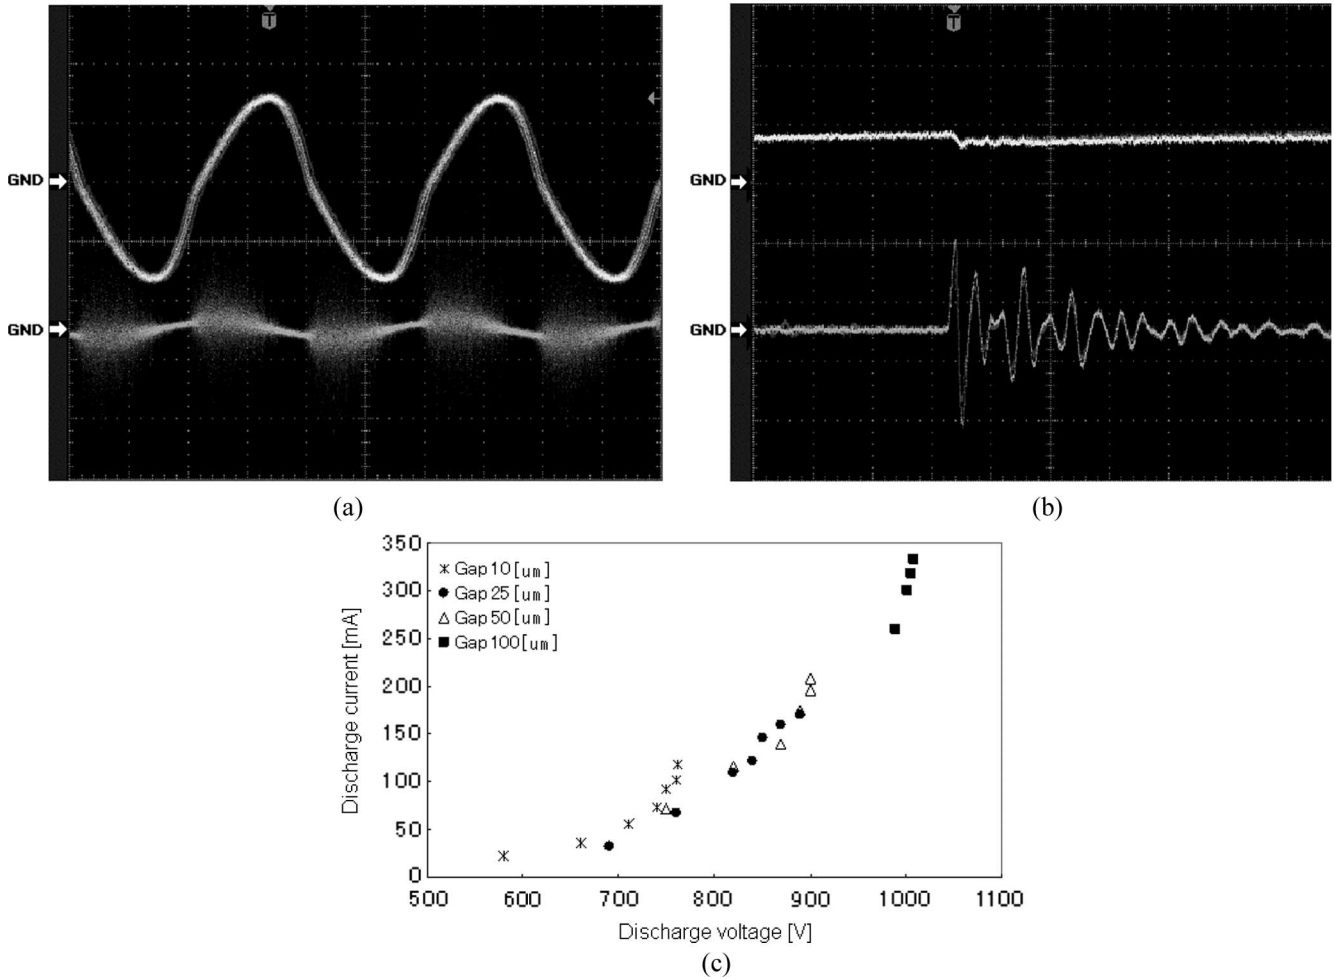 T
T
GND
GND
GND
GND
(a)
(b)
350
300
250
200
150
100
50
0
Discharge current [mA]
Gap 10 [um]
Gap 25 [um]
Gap 50 [um]
Gap 100 [um]
500
600
700
800
900
1000
1100
Discharge voltage [V]
(c)